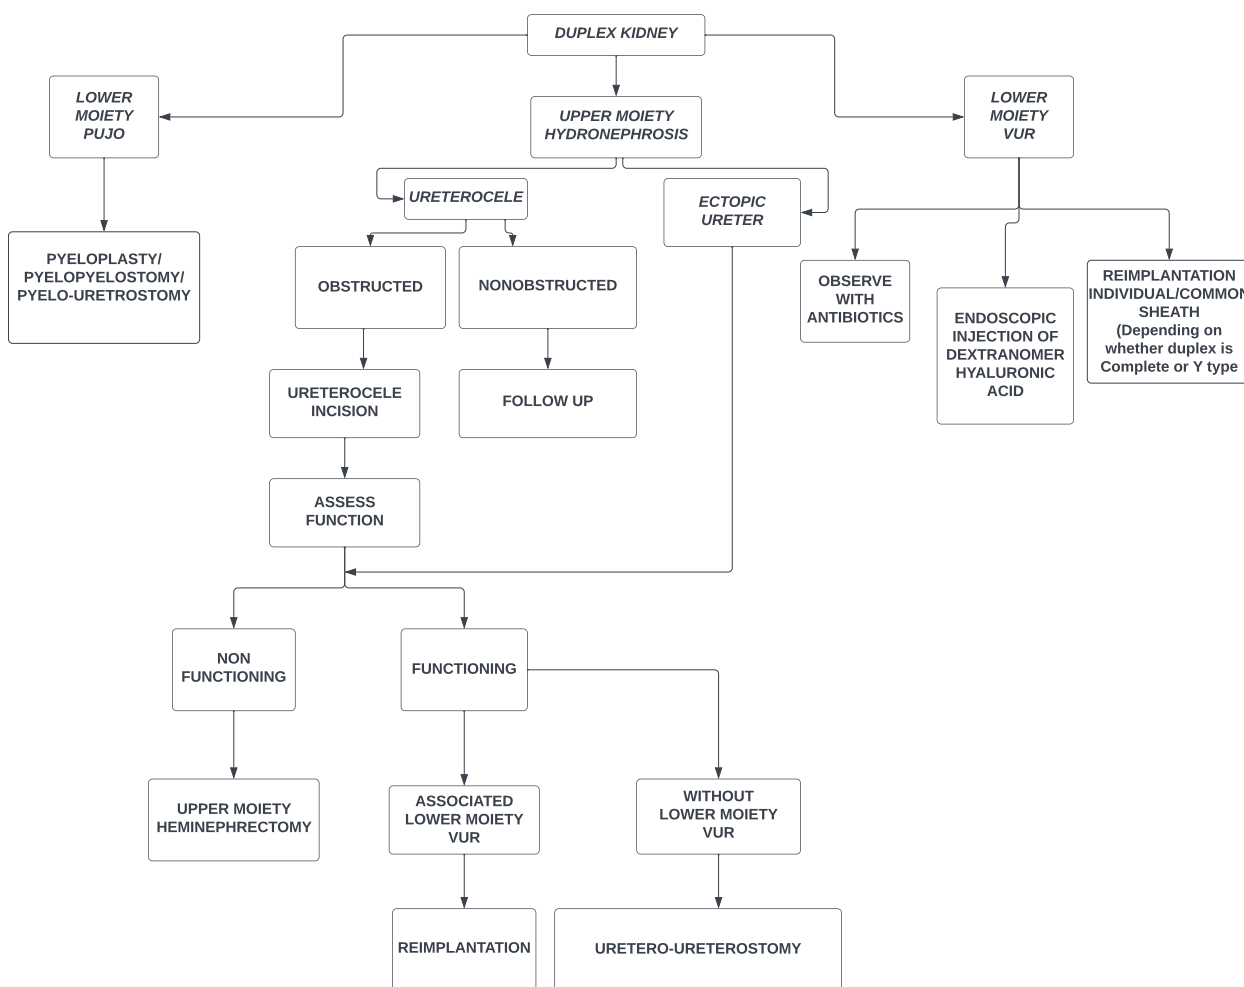 DUPLEX KIDNEY
LOWER
MOIETY
PUJO
UPPER MOIETY
HYDRONEPHROSIS
LOWER
MOIETY
VUR
URETEROCELE
ECTOPIC
URETER
PYELOPLASTY/
PYELOPYELOSTOMY/
PYELO-URETROSTOMY
OBSTRUCTED
NONOBSTRUCTED
OBSERVE
WITH
ANTIBIOTICS
ENDOSCOPIC
INJECTION OF
DEXTRANOMER
HYALURONIC
ACID
REIMPLANTATION
INDIVIDUAL/COMMON
SHEATH
(Depending on
whether duplex is
Complete or Y type
URETEROCELE
INCISION
FOLLOW UP
ASSESS
FUNCTION
NON
FUNCTIONING
FUNCTIONING
UPPER MOIETY
HEMINEPHRECTOMY
ASSOCIATED
LOWER MOIETY
VUR
WITHOUT
LOWER MOIETY
VUR
REIMPLANTATION
URETERO-URETEROSTOMY